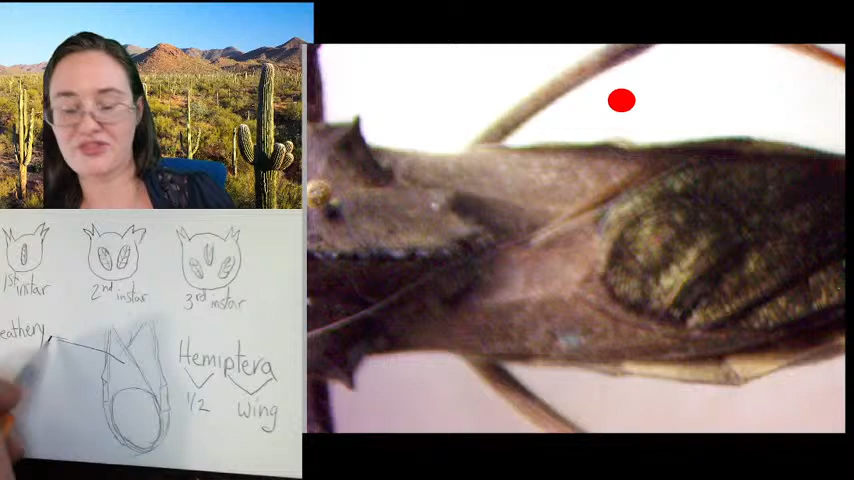 1st instar
2nd instar
3rd instar
eathery
Hemiptera
1/2
wing